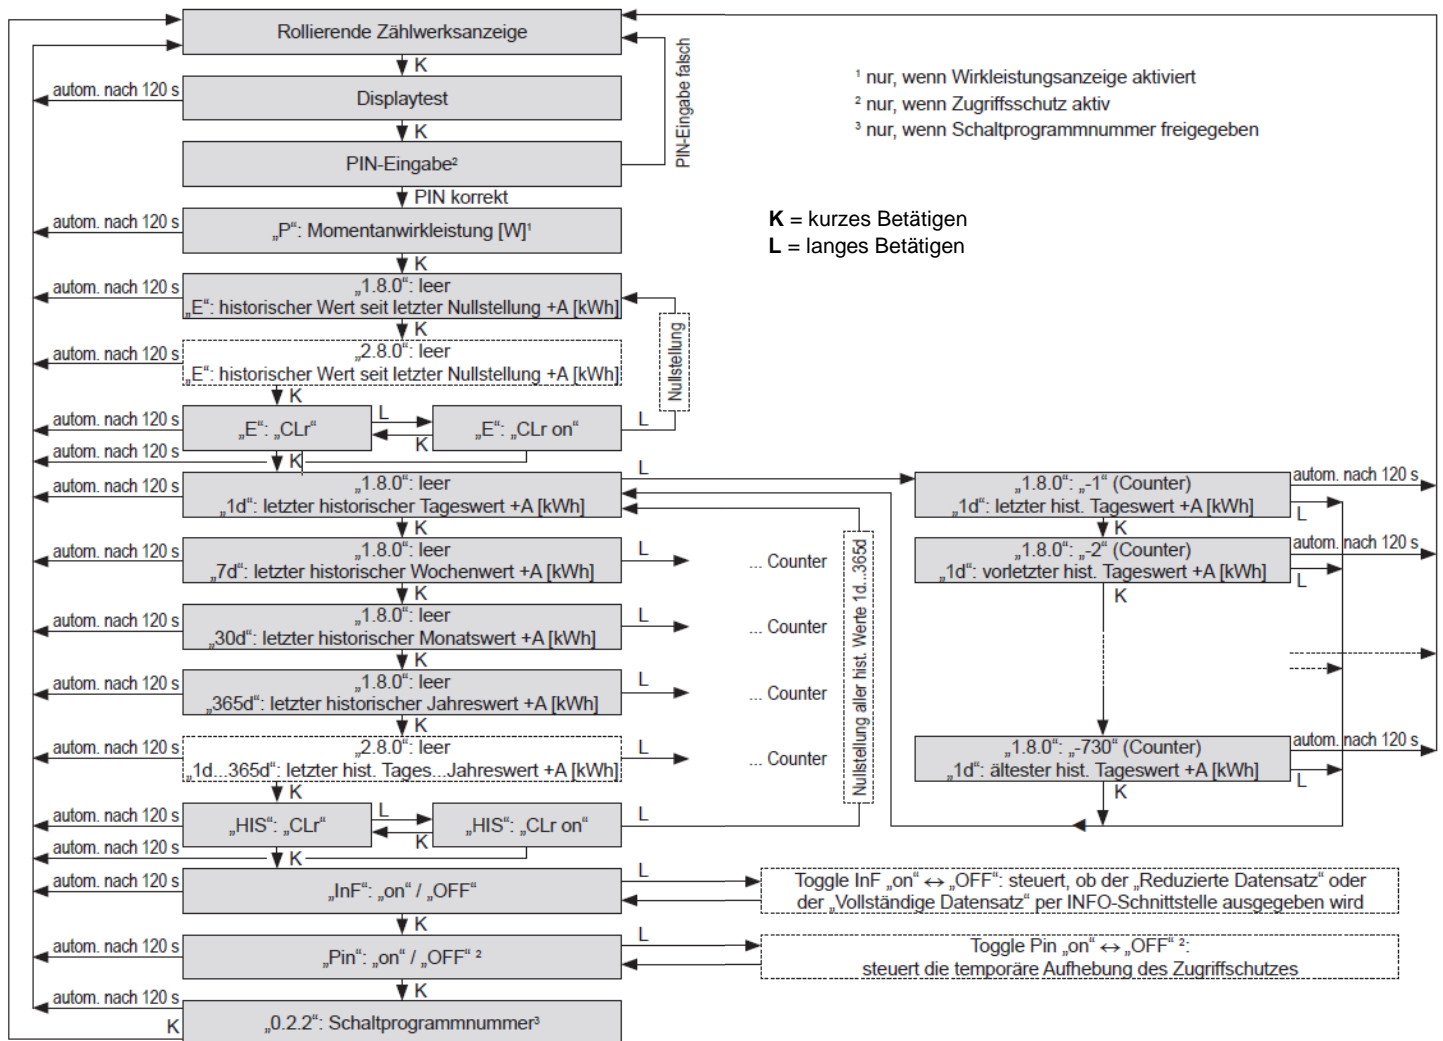 Rollierende Zählwerksanzeige
K
PIN-Eingabe falsch
autom. nach 120 s
Displaytest
K
PIN-Eingabe²
PIN korrekt
¹ nur, wenn Wirkleistungsanzeige aktiviert
² nur, wenn Zugriffsschutz aktiv
³ nur, wenn Schaltprogrammnummer freigegeben
K = kurzes Betätigen
L = langes Betätigen
autom. nach 120 s
„P“: Momentanwirkleistung [W]¹
K
autom. nach 120 s
„1.8.0“: leer
„E“: historischer Wert seit letzter Nullstellung +A [kWh]
K
Nullstellung
autom. nach 120 s
„2.8.0“: leer
„E“: historischer Wert seit letzter Nullstellung +A [kWh]
K
autom. nach 120 s
„E“: „CLr“
L
K
„E“: „CLr on“
L
autom. nach 120 s
K
autom. nach 120 s
„1.8.0“: leer
„1d“: letzter historischer Tageswert +A [kWh]
L
K
autom. nach 120 s
„1.8.0“: leer
„7d“: letzter historischer Wochenwert +A [kWh]
L
... Counter
K
autom. nach 120 s
„1.8.0“: leer
„30d“: letzter historischer Monatswert +A [kWh]
L
... Counter
K
autom. nach 120 s
„1.8.0“: leer
„365d“: letzter historischer Jahreswert +A [kWh]
L
... Counter
K
autom. nach 120 s
„2.8.0“: leer
„1d...365d“: letzter hist. Tages...Jahreswert +A [kWh]
L
... Counter
K
Nullstellung aller hist. Werte 1d...365d
autom. nach 120 s
„HIS“: „CLr“
L
K
„HIS“: „CLr on“
L
autom. nach 120 s
K
„1.8.0“: „-1“ (Counter)
„1d“: letzter hist. Tageswert +A [kWh]
autom. nach 120 s
L
K
„1.8.0“: „-2“ (Counter)
„1d“: vorletzter hist. Tageswert +A [kWh]
autom. nach 120 s
L
K
„1.8.0“: „-730“ (Counter)
„1d“: ältester hist. Tageswert +A [kWh]
autom. nach 120 s
L
K
autom. nach 120 s
„InF“: „on“ / „OFF“
L
Toggle InF „on“ ↔ „OFF“: steuert, ob der „Reduzierte Datensatz“ oder
der „Vollständige Datensatz“ per INFO-Schnittstelle ausgegeben wird
K
autom. nach 120 s
„Pin“: „on“ / „OFF“ ²
L
Toggle Pin „on“ ↔ „OFF“ ²:
steuert die temporäre Aufhebung des Zugriffschutzes
K
autom. nach 120 s
„0.2.2“: Schaltprogrammnummer³
K